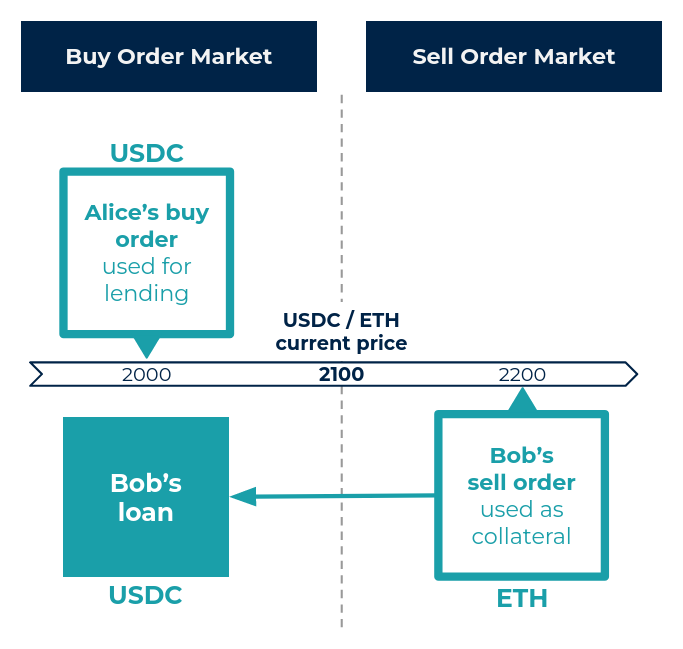 Buy Order Market
Sell Order Market
USDC
Alice’s buy
order
used for
lending
USDC / ETH
current price
2000
2100
2200
Bob’s
loan
USDC
Bob’s
sell order
used as
collateral
ETH